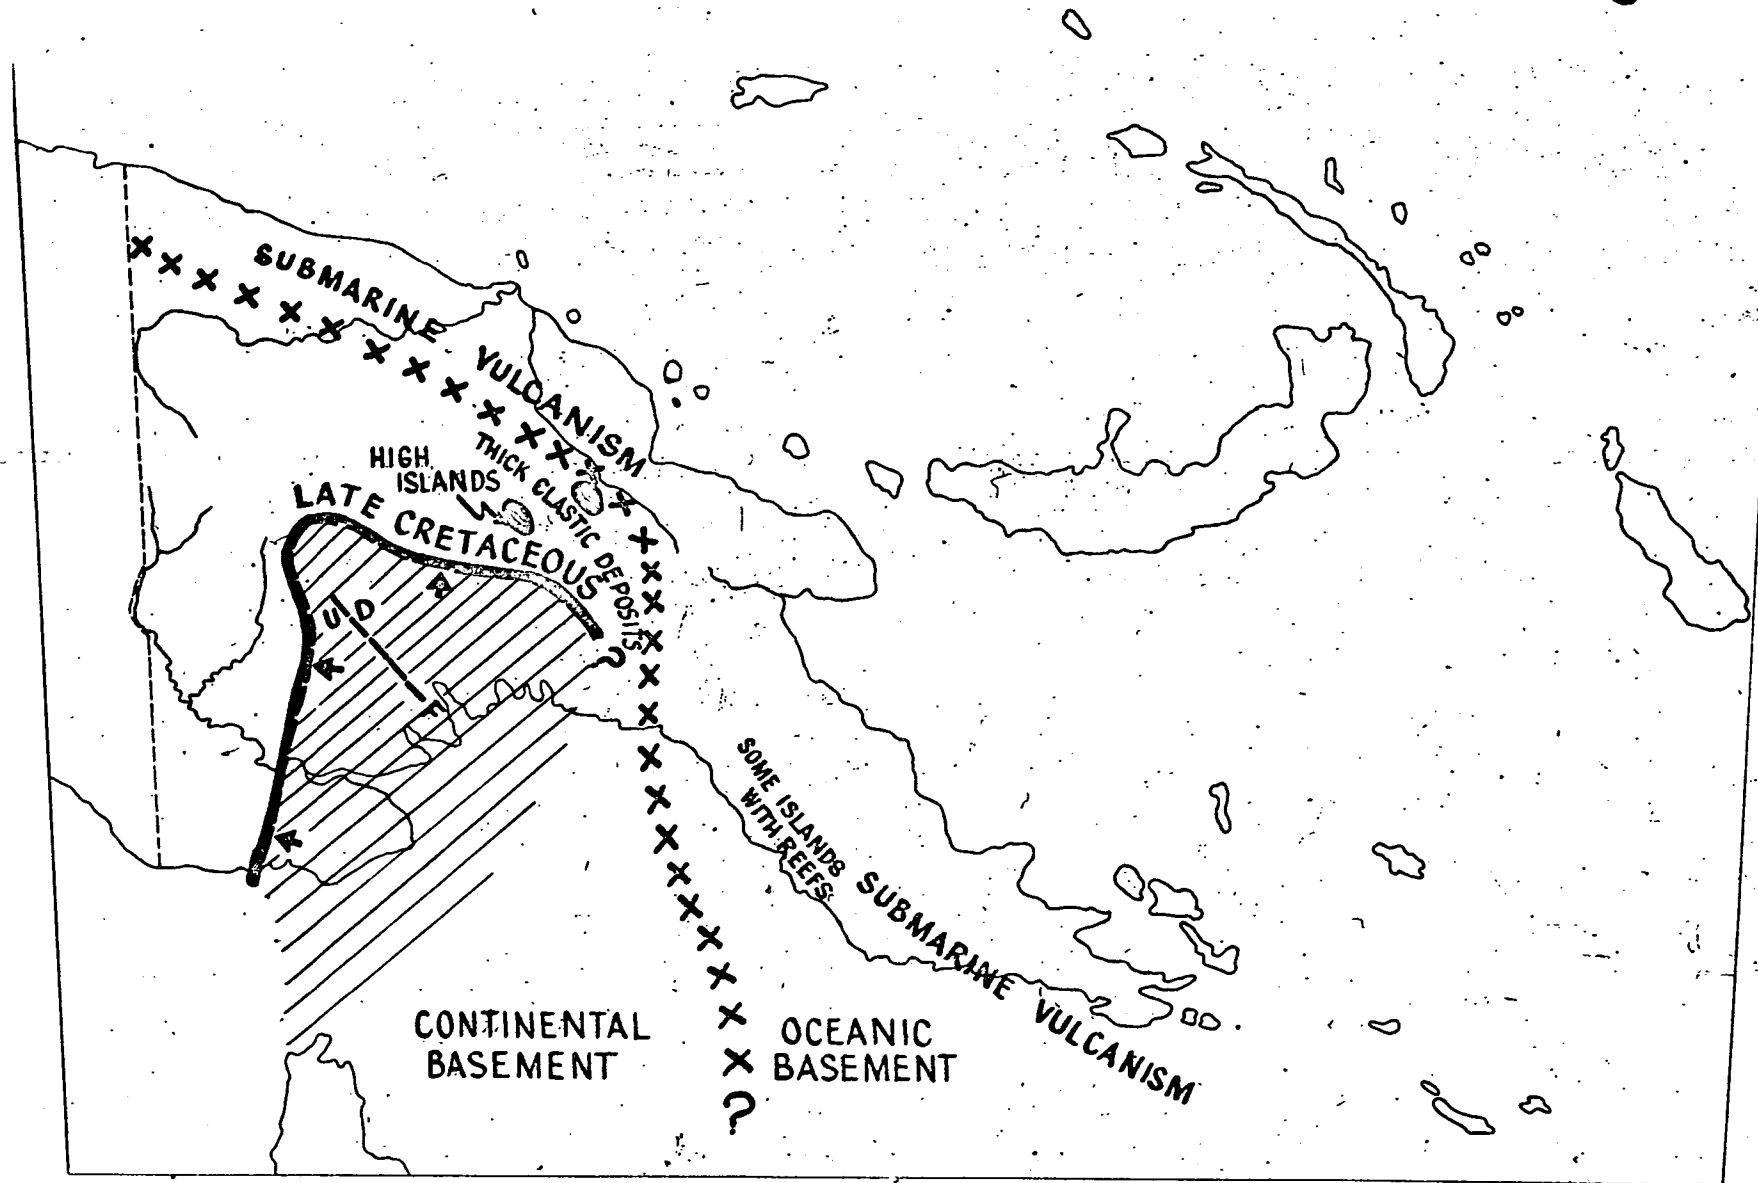 SUBMARINE VULCANISM
THICK CLASTIC DEPOSITS
HIGH
ISLANDS
LATE CRETACEOUS
U D
F
?
SOME ISLANDS
WITH REEFS
SUBMARINE VULCANISM
CONTINENTAL
BASEMENT
OCEANIC
BASEMENT
?